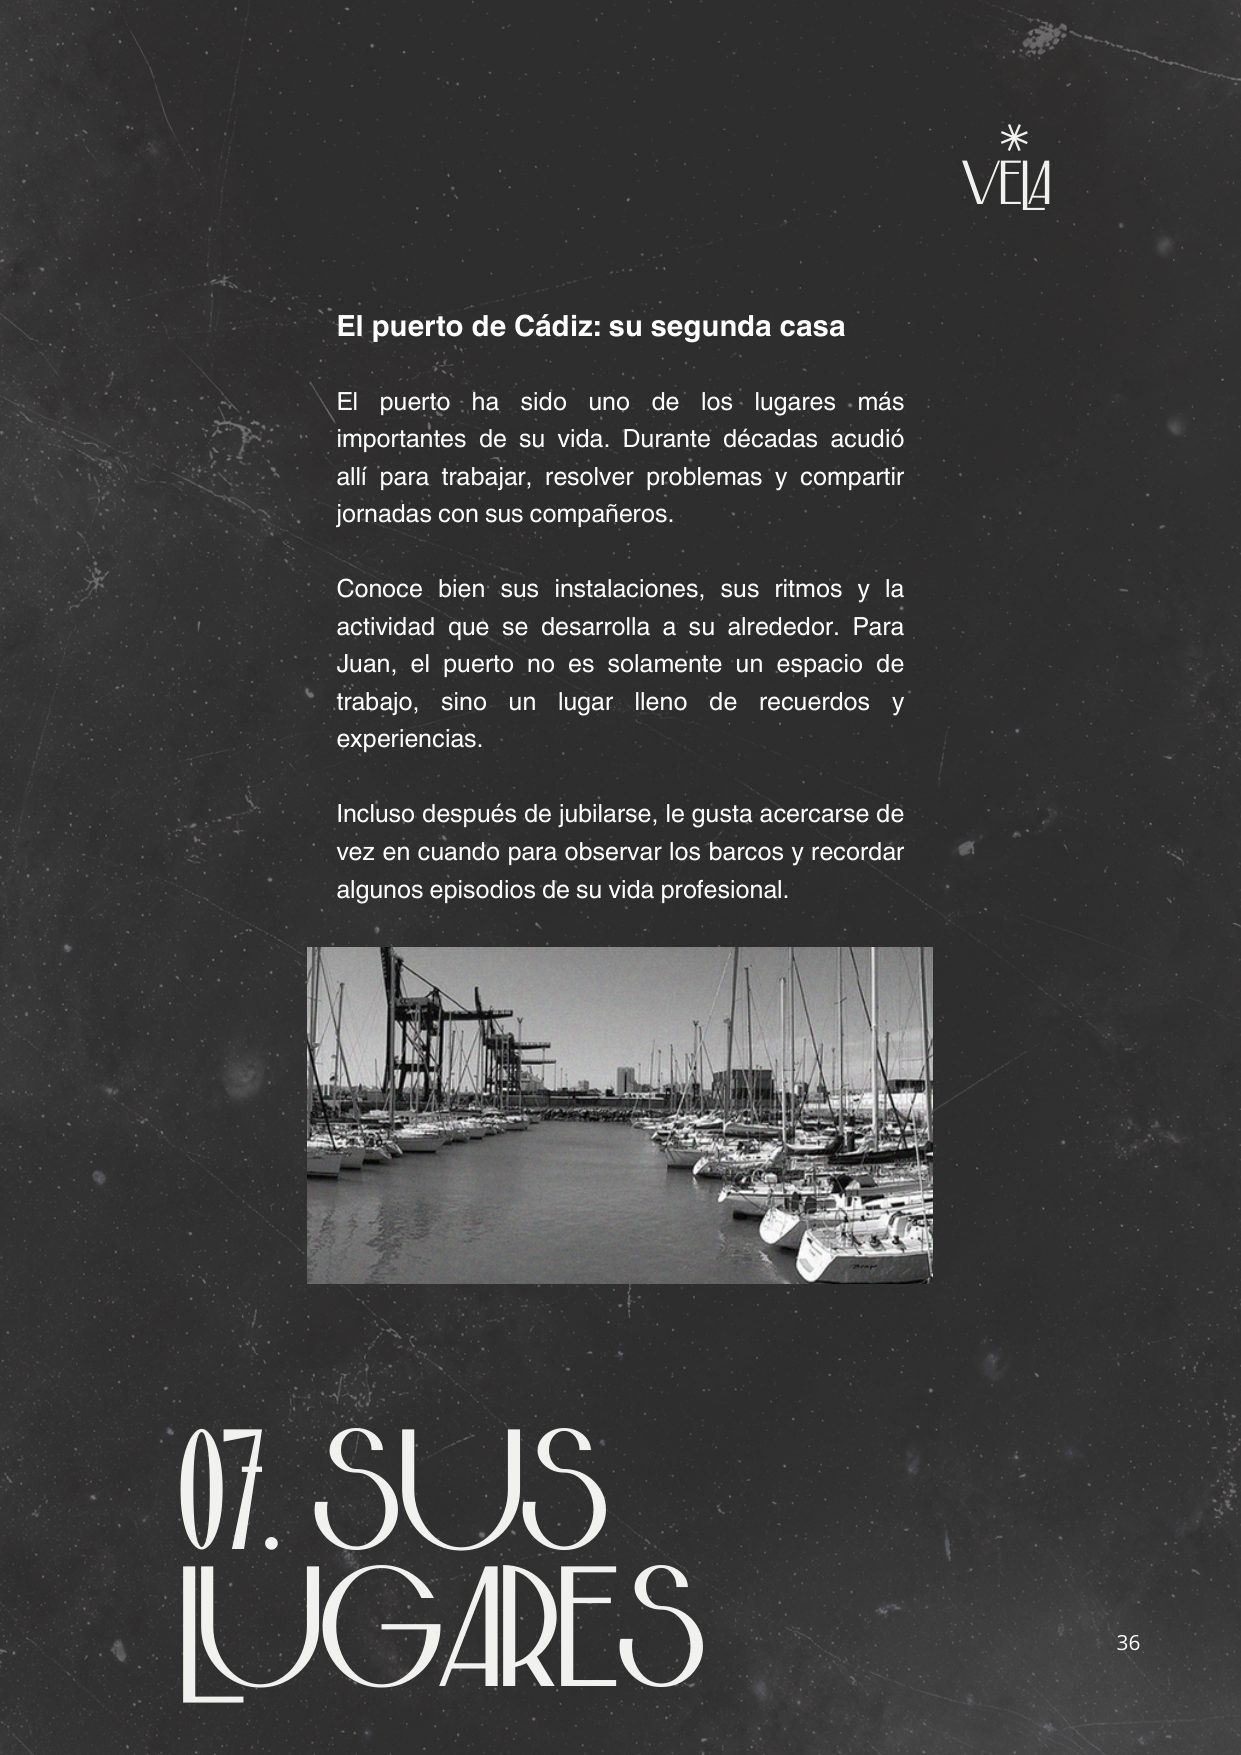 VELA
El puerto de Cádiz: su segunda casa
El puerto ha sido uno de los lugares más
importantes de su vida. Durante décadas acudió
allí para trabajar, resolver problemas y compartir
jornadas con sus compañeros.
Conoce bien sus instalaciones, sus ritmos y la
actividad que se desarrolla a su alrededor. Para
Juan, el puerto no es solamente un espacio de
trabajo, sino un lugar lleno de recuerdos y
experiencias.
Incluso después de jubilarse, le gusta acercarse de
vez en cuando para observar los barcos y recordar
algunos episodios de su vida profesional.
07. SUS
LUGARES
36